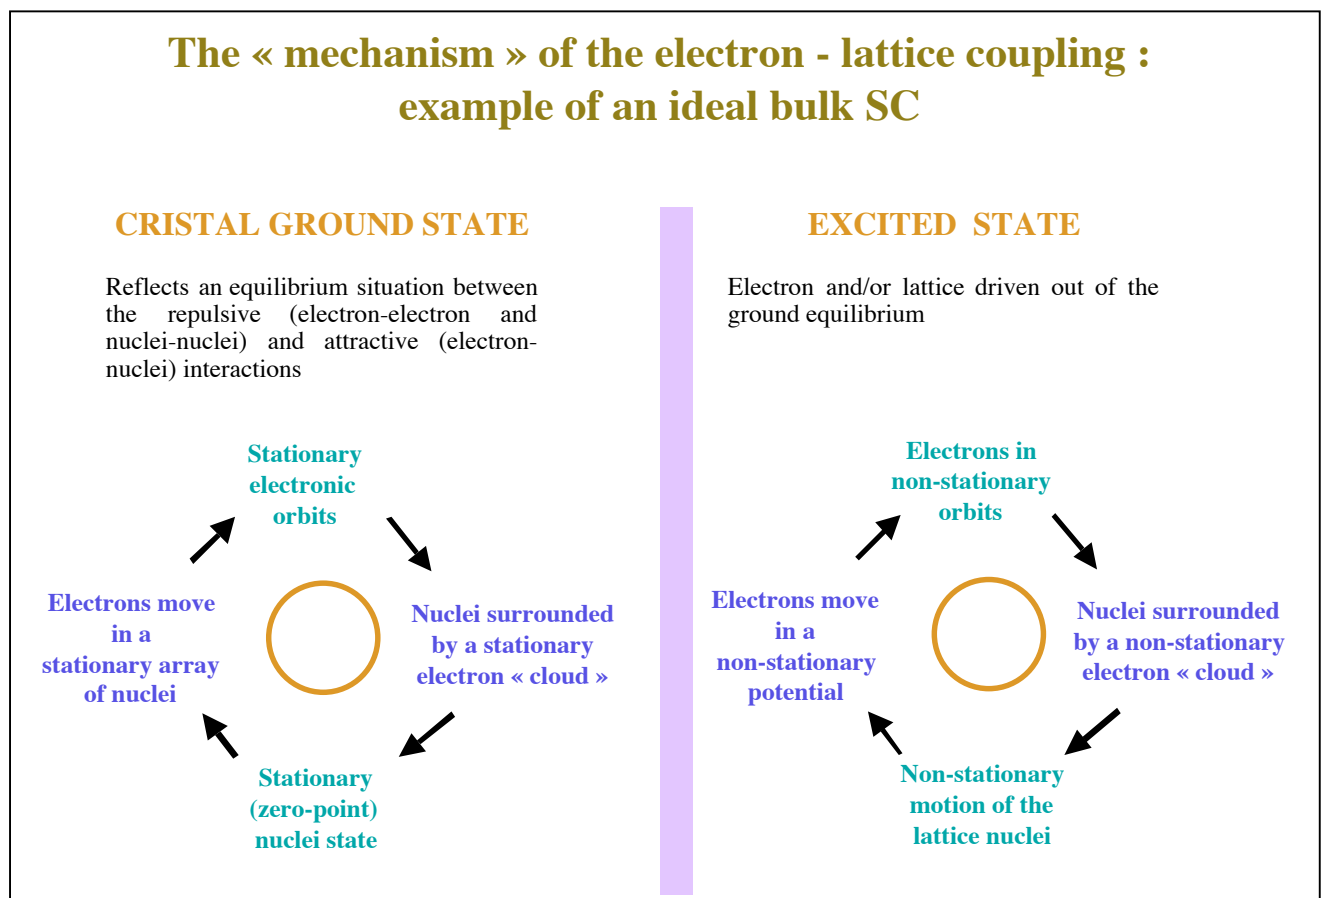 The « mechanism » of the electron - lattice coupling :
example of an ideal bulk SC
CRISTAL GROUND STATE
Reflects an equilibrium situation between
the repulsive (electron-electron and
nuclei-nuclei) and attractive (electron-
nuclei) interactions
Stationary
electronic
orbits
Electrons move
in a
stationary array
of nuclei
Nuclei surrounded
by a stationary
electron « cloud »
Stationary
(zero-point)
nuclei state
EXCITED STATE
Electron and/or lattice driven out of the
ground equilibrium
Electrons in
non-stationary
orbits
Electrons move
in a
non-stationary
potential
Nuclei surrounded
by a non-stationary
electron « cloud »
Non-stationary
motion of the
lattice nuclei